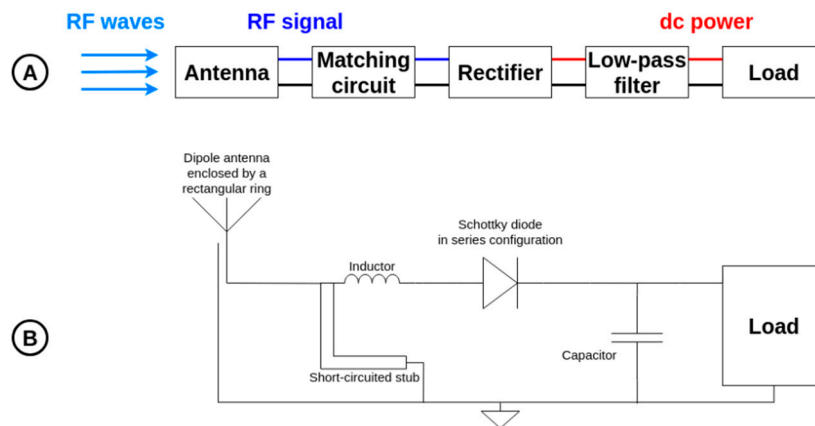 RF waves
RF signal
dc power
A
Antenna
Matching
circuit
Rectifier
Low-pass
filter
Load
Dipole antenna
enclosed by a
rectangular ring
Schottky diode
in series configuration
Inductor
B
Load
Capacitor
Short-circuited stub